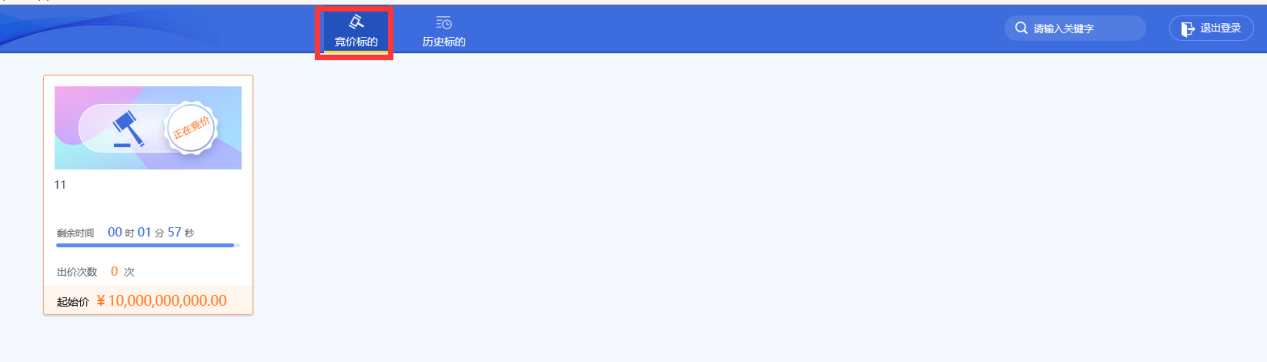 竞价标的 历史标的 请输入关键字 退出登录
正在竞价
11
剩余时间 00 时 01 分 57 秒
出价次数 0 次
起始价 ¥ 10,000,000,000.00